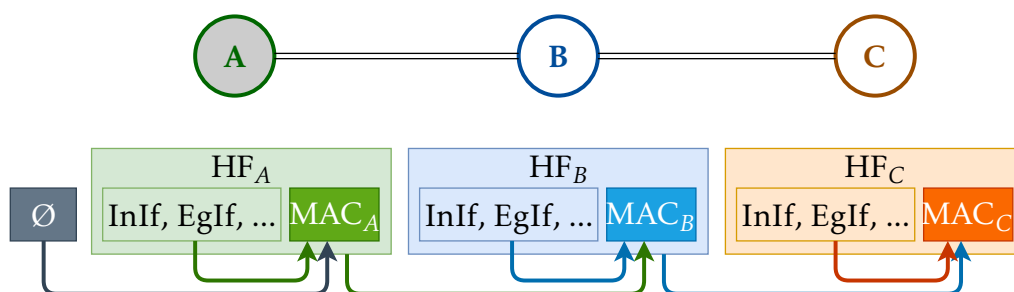 A B C
HF_A HF_B HF_C
Ø InIf, EgIf, ... MAC_A InIf, EgIf, ... MAC_B InIf, EgIf, ... MAC_C